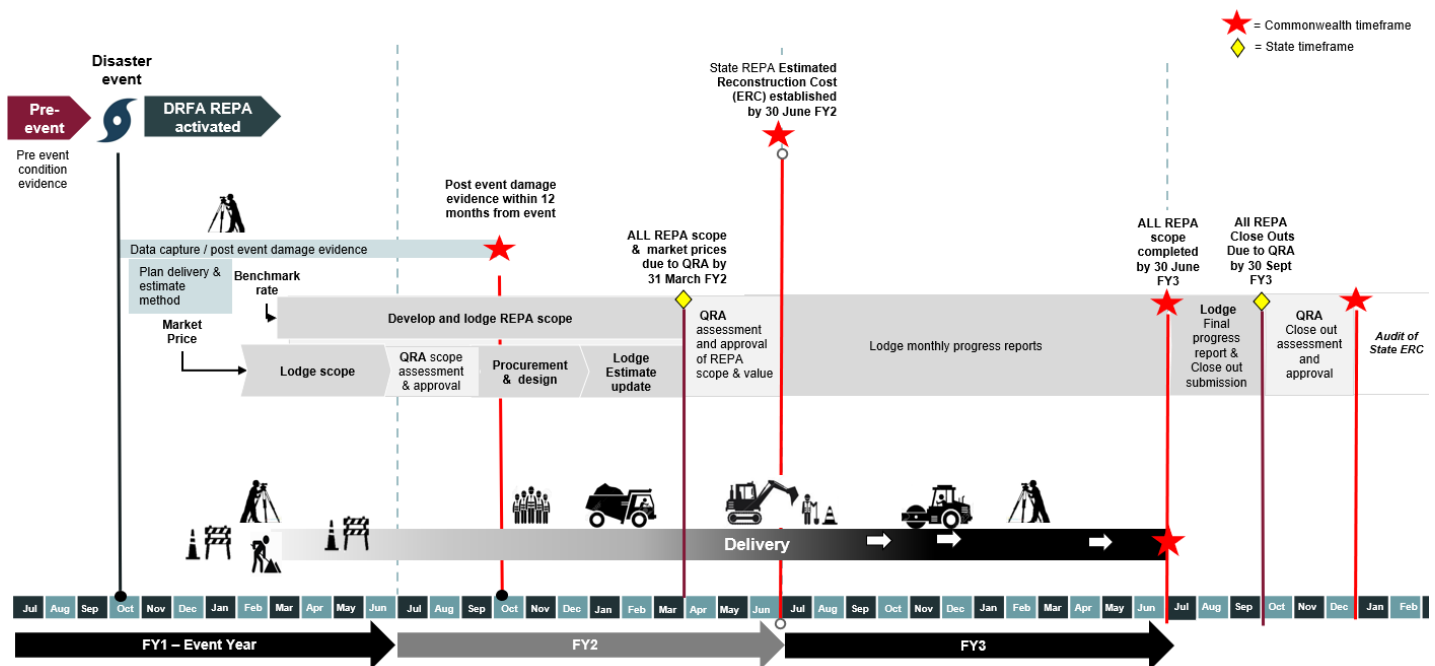 = Commonwealth timeframe
= State timeframe
Disaster
event
Pre-
event
DRFA REPA
activated
Pre event
condition
evidence
State REPA Estimated
Reconstruction Cost
(ERC) established
by 30 June FY2
Post event damage
evidence within 12
months from event
ALL REPA scope
& market prices
due to QRA by
31 March FY2
ALL REPA
scope
completed
by 30 June
FY3
All REPA
Close Outs
Due to QRA
by 30 Sept
FY3
Data capture / post event damage evidence
Plan delivery &
estimate
method
Benchmark
rate
Market
Price
Develop and lodge REPA scope
Lodge scope
QRA scope
assessment
& approval
Procurement
& design
Lodge
Estimate
update
QRA
assessment
and approval
of REPA
scope & value
Lodge monthly progress reports
Lodge
Final
progress
report &
Close out
submission
QRA
Close out
assessment
and
approval
Audit of
State ERC
Delivery
Jul Aug Sep Oct Nov Dec Jan Feb Mar Apr May Jun Jul Aug Sep Oct Nov Dec Jan Feb Mar Apr May Jun Jul Aug Sep Oct Nov Dec Jan Feb Mar Apr May Jun Jul Aug Sep Oct Nov Dec Jan Feb
FY1 – Event Year
FY2
FY3